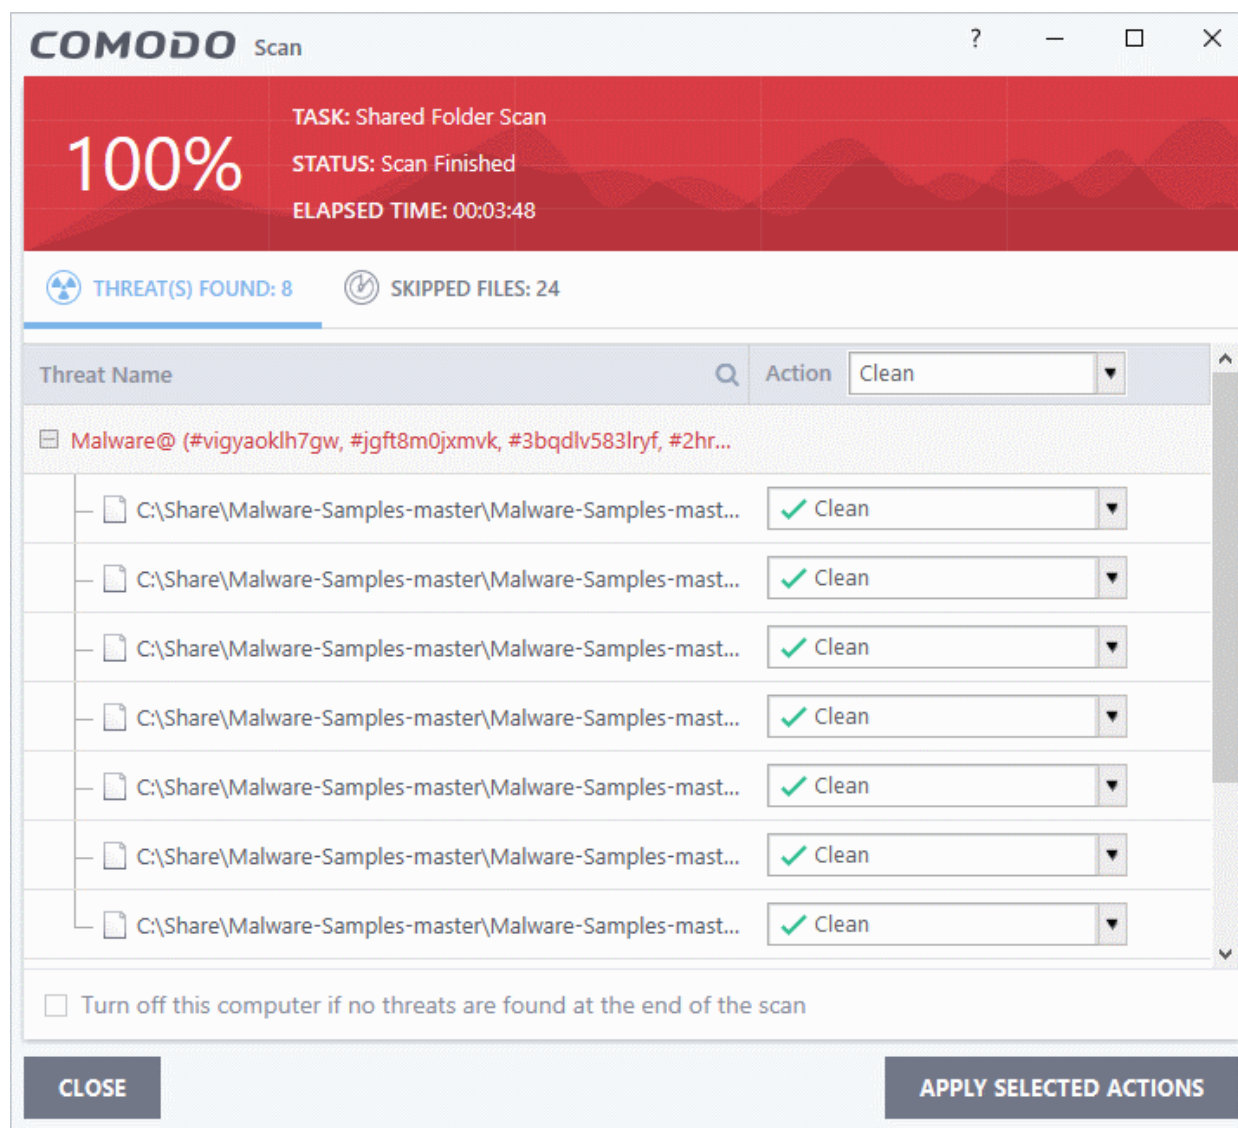 COMODO Scan ?
100%
TASK: Shared Folder Scan
STATUS: Scan Finished
ELAPSED TIME: 00:03:48
THREAT(S) FOUND: 8 SKIPPED FILES: 24
Threat Name Action Clean
Malware@ (#vigyaoklh7gw, #jgft8m0jxmvk, #3bqdlv583lryf, #2hr...
C:\Share\Malware-Samples-master\Malware-Samples-mast... Clean
C:\Share\Malware-Samples-master\Malware-Samples-mast... Clean
C:\Share\Malware-Samples-master\Malware-Samples-mast... Clean
C:\Share\Malware-Samples-master\Malware-Samples-mast... Clean
C:\Share\Malware-Samples-master\Malware-Samples-mast... Clean
C:\Share\Malware-Samples-master\Malware-Samples-mast... Clean
C:\Share\Malware-Samples-master\Malware-Samples-mast... Clean
Turn off this computer if no threats are found at the end of the scan
CLOSE APPLY SELECTED ACTIONS